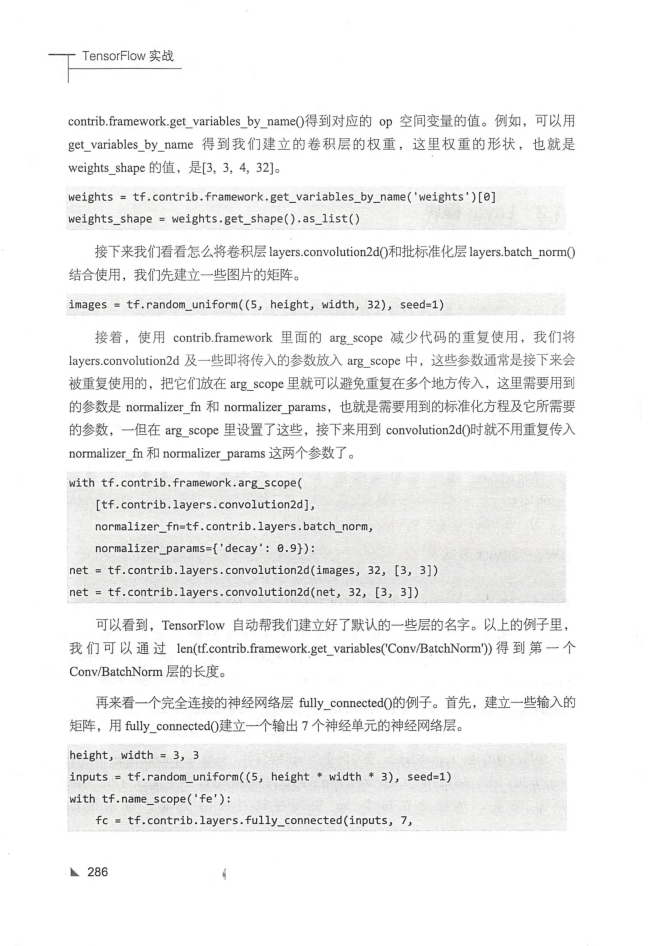 TensorFlow 实战
contrib.framework.get_variables_by_name()得到对应的 op 空间变量的值。例如，可以用
get_variables_by_name 得到我们建立的卷积层的权重，这里权重的形状，也就是
weights_shape 的值，是[3, 3, 4, 32]。
weights = tf.contrib.framework.get_variables_by_name('weights')[0]
weights_shape = weights.get_shape().as_list()
接下来我们看看怎么将卷积层 layers.convolution2d()和批标准化层 layers.batch_norm()
结合使用，我们先建立一些图片的矩阵。
images = tf.random_uniform((5, height, width, 32), seed=1)
接着，使用 contrib.framework 里面的 arg_scope 减少代码的重复使用，我们将
layers.convolution2d 及一些即将传入的参数放入 arg_scope 中，这些参数通常是接下来会
被重复使用的，把它们放在 arg_scope 里就可以避免重复在多个地方传入，这里需要用到
的参数是 normalizer_fn 和 normalizer_params，也就是需要用到的标准化方程及它所需要
的参数，一但在 arg_scope 里设置了这些，接下来用到 convolution2d()时就不用重复传入
normalizer_fn 和 normalizer_params 这两个参数了。
with tf.contrib.framework.arg_scope(
[tf.contrib.layers.convolution2d],
normalizer_fn=tf.contrib.layers.batch_norm,
normalizer_params={'decay': 0.9}):
net = tf.contrib.layers.convolution2d(images, 32, [3, 3])
net = tf.contrib.layers.convolution2d(net, 32, [3, 3])
可以看到，TensorFlow 自动帮我们建立好了默认的一些层的名字。以上的例子里，
我们可以通过 len(tf.contrib.framework.get_variables('Conv/BatchNorm')) 得到第一个
Conv/BatchNorm 层的长度。
再来看一个完全连接的神经网络层 fully_connected()的例子。首先，建立一些输入的
矩阵，用 fully_connected()建立一个输出 7 个神经单元的神经网络层。
height, width = 3, 3
inputs = tf.random_uniform((5, height * width * 3), seed=1)
with tf.name_scope('fe'):
fc = tf.contrib.layers.fully_connected(inputs, 7,
286